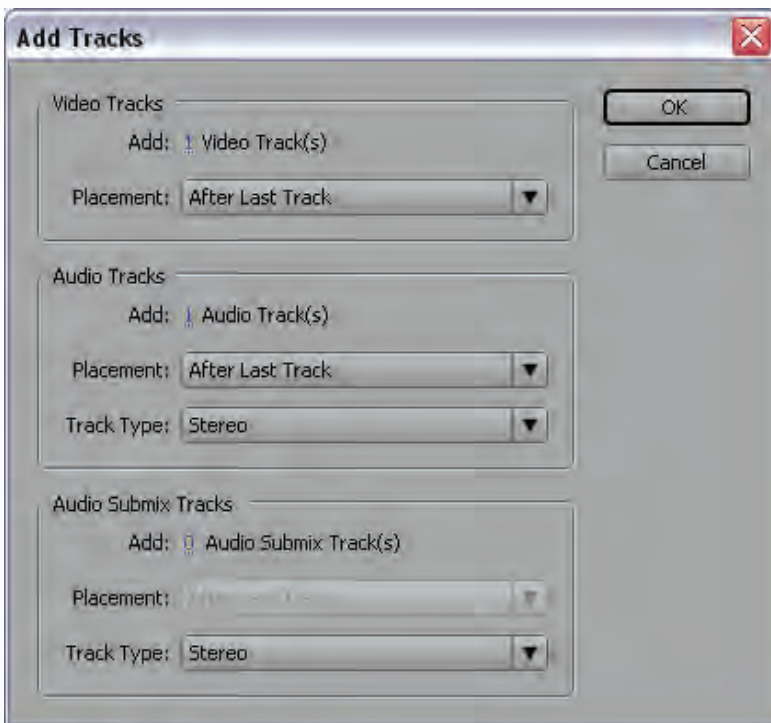 Add Tracks
Video Tracks
Add: 1 Video Track(s)
Placement: After Last Track
Audio Tracks
Add: 1 Audio Track(s)
Placement: After Last Track
Track Type: Stereo
Audio Submix Tracks
Add: 0 Audio Submix Track(s)
Placement:
Track Type: Stereo
OK
Cancel